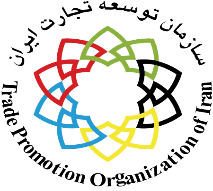 سازمان توسعه تجارت ایران
Trade Promotion Organization of Iran